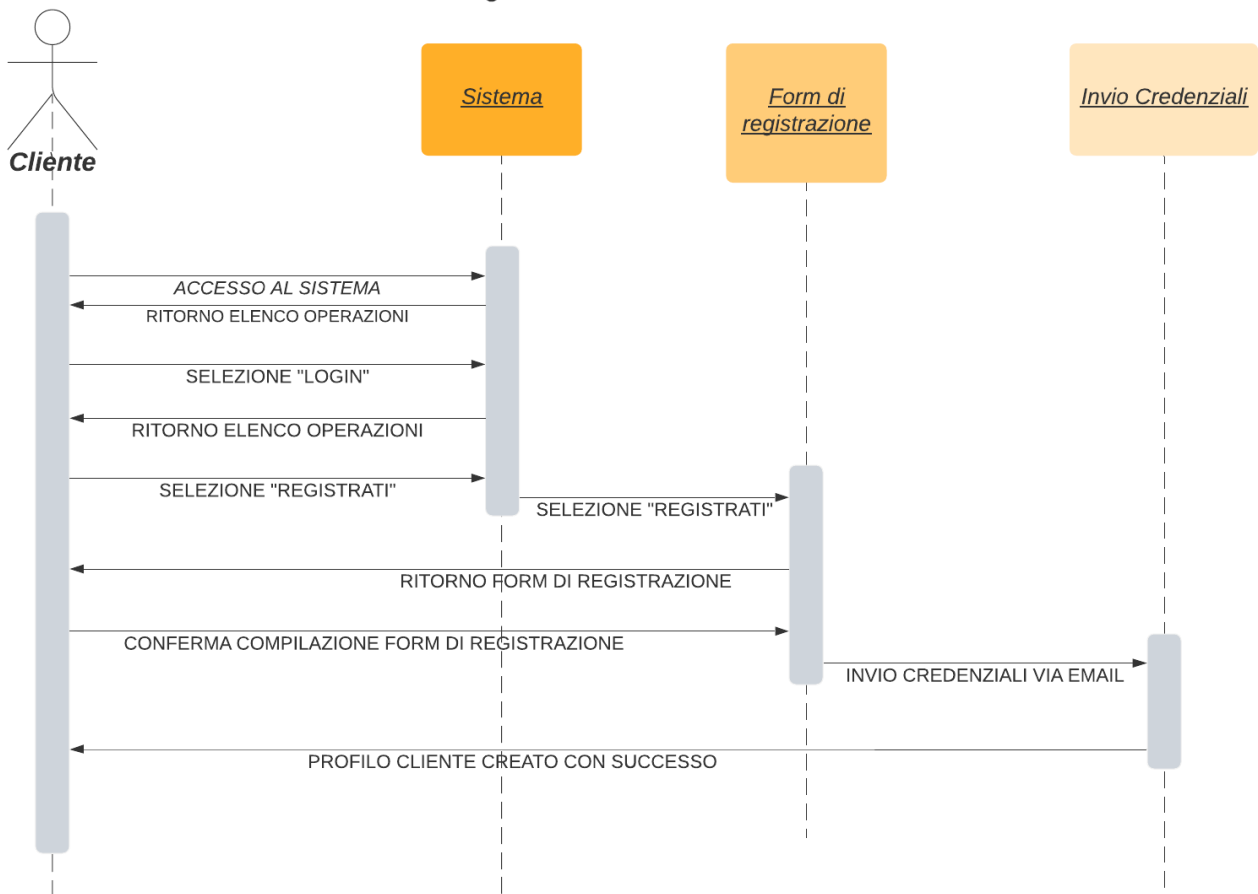 Sistema
Form di
registrazione
Invio Credenziali
Cliente
ACCESSO AL SISTEMA
RITORNO ELENCO OPERAZIONI
SELEZIONE "LOGIN"
RITORNO ELENCO OPERAZIONI
SELEZIONE "REGISTRATI"
SELEZIONE "REGISTRATI"
RITORNO FORM DI REGISTRAZIONE
CONFERMA COMPILAZIONE FORM DI REGISTRAZIONE
INVIO CREDENZIALI VIA EMAIL
PROFILO CLIENTE CREATO CON SUCCESSO